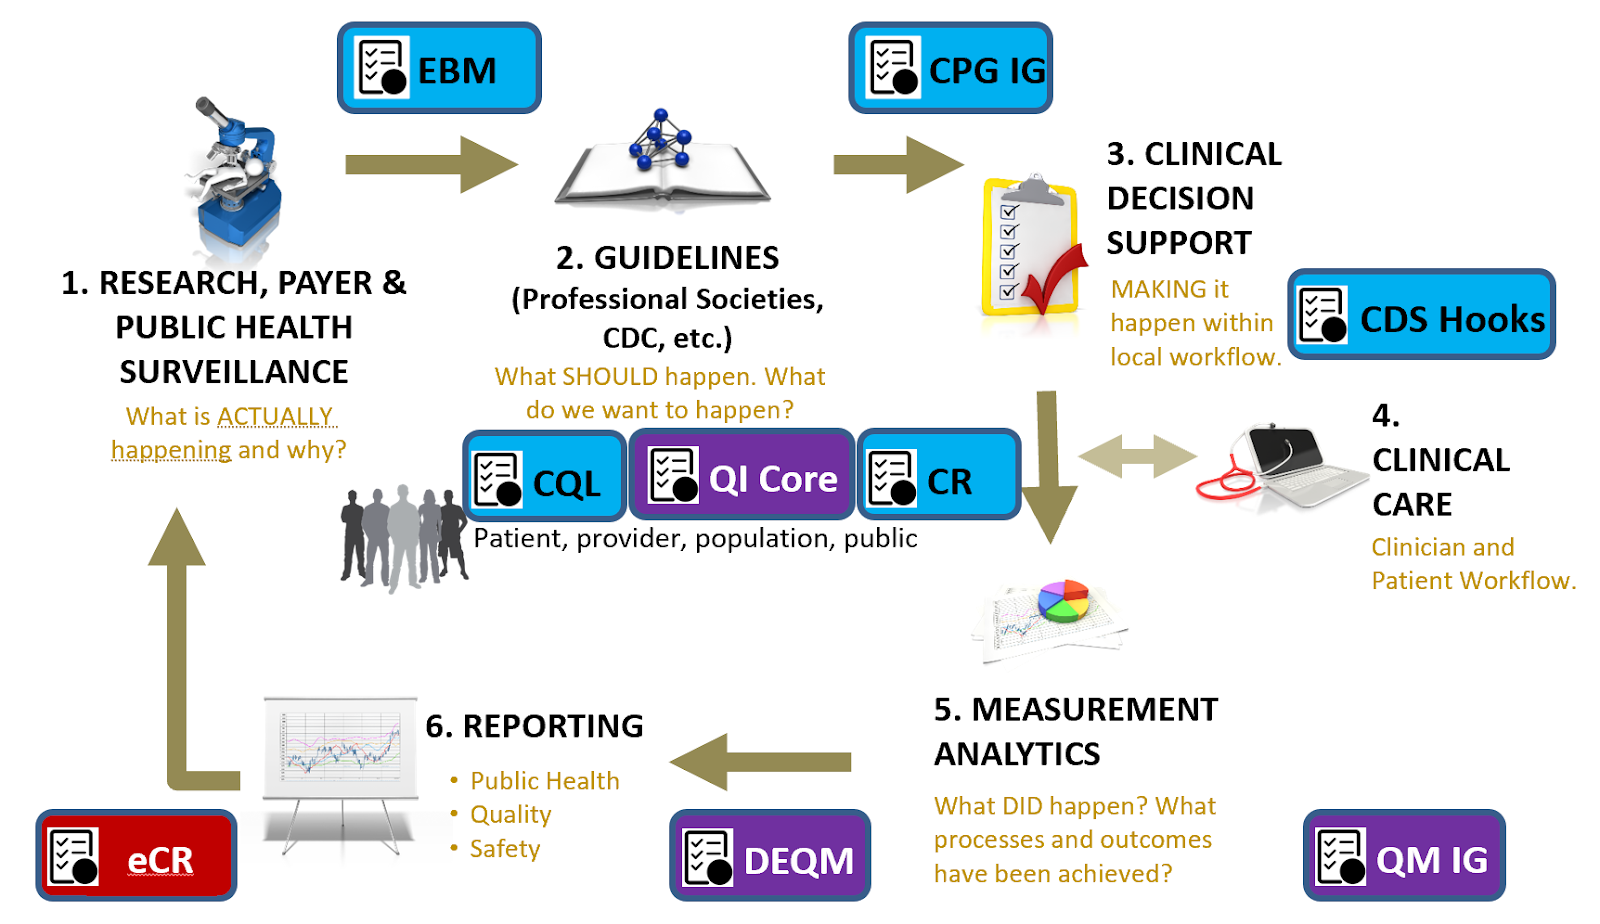 EBM
CPG IG
1. RESEARCH, PAYER &
PUBLIC HEALTH
SURVEILLANCE
What is ACTUALLY
happening and why?
2. GUIDELINES
(Professional Societies,
CDC, etc.)
What SHOULD happen. What
do we want to happen?
3. CLINICAL
DECISION
SUPPORT
MAKING it
happen within
local workflow.
CDS Hooks
CQL
QI Core
CR
Patient, provider, population, public
4.
CLINICAL
CARE
Clinician and
Patient Workflow.
5. MEASUREMENT
ANALYTICS
What DID happen? What
processes and outcomes
have been achieved?
QM IG
DEQM
6. REPORTING
• Public Health
• Quality
• Safety
eCR